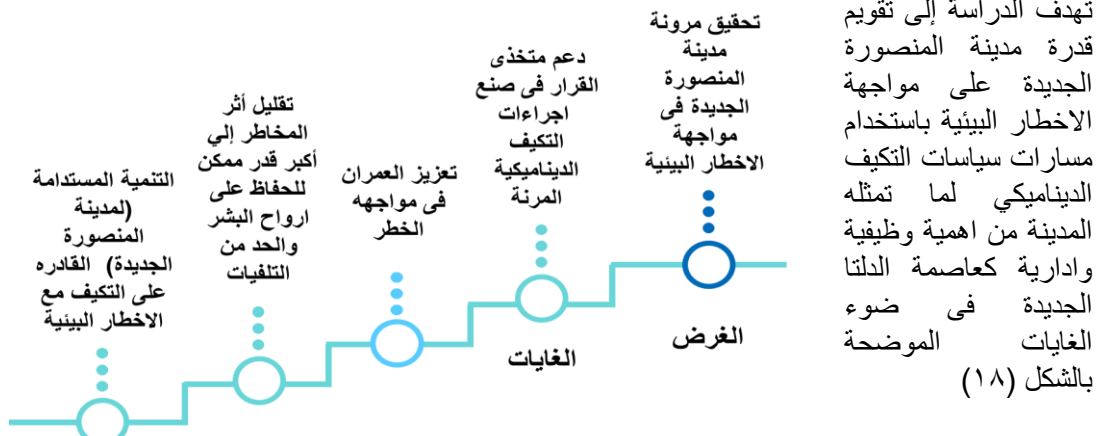 تهدف الدراسة إلى تقويم
قدرة مدينة المنصورة
الجديدة على مواجهة
الاخطار البيئية باستخدام
مسارات سياسات التكيف
الديناميكي لما تمثله
المدينة من اهمية وظيفية
وادارية كعاصمة الدلتا
الجديدة فى ضوء
الغايات الموضحة
بالشكل (١٨)
تحقيق مرونة
مدينة
المنصورة
الجديدة فى
مواجهة
الاخطار البيئية
الغرض
دعم متخذى
القرار فى صنع
اجراءات
التكيف
الديناميكية
المرنة
الغايات
تعزيز العمران
فى مواجهه
الخطر
تقليل أثر
المخاطر إلي
أكبر قدر ممكن
للحفاظ على
ارواح البشر
والحد من
التلفيات
التنمية المستدامة
(لمدينة
المنصورة
الجديدة) القادره
على التكيف مع
الاخطار البيئية